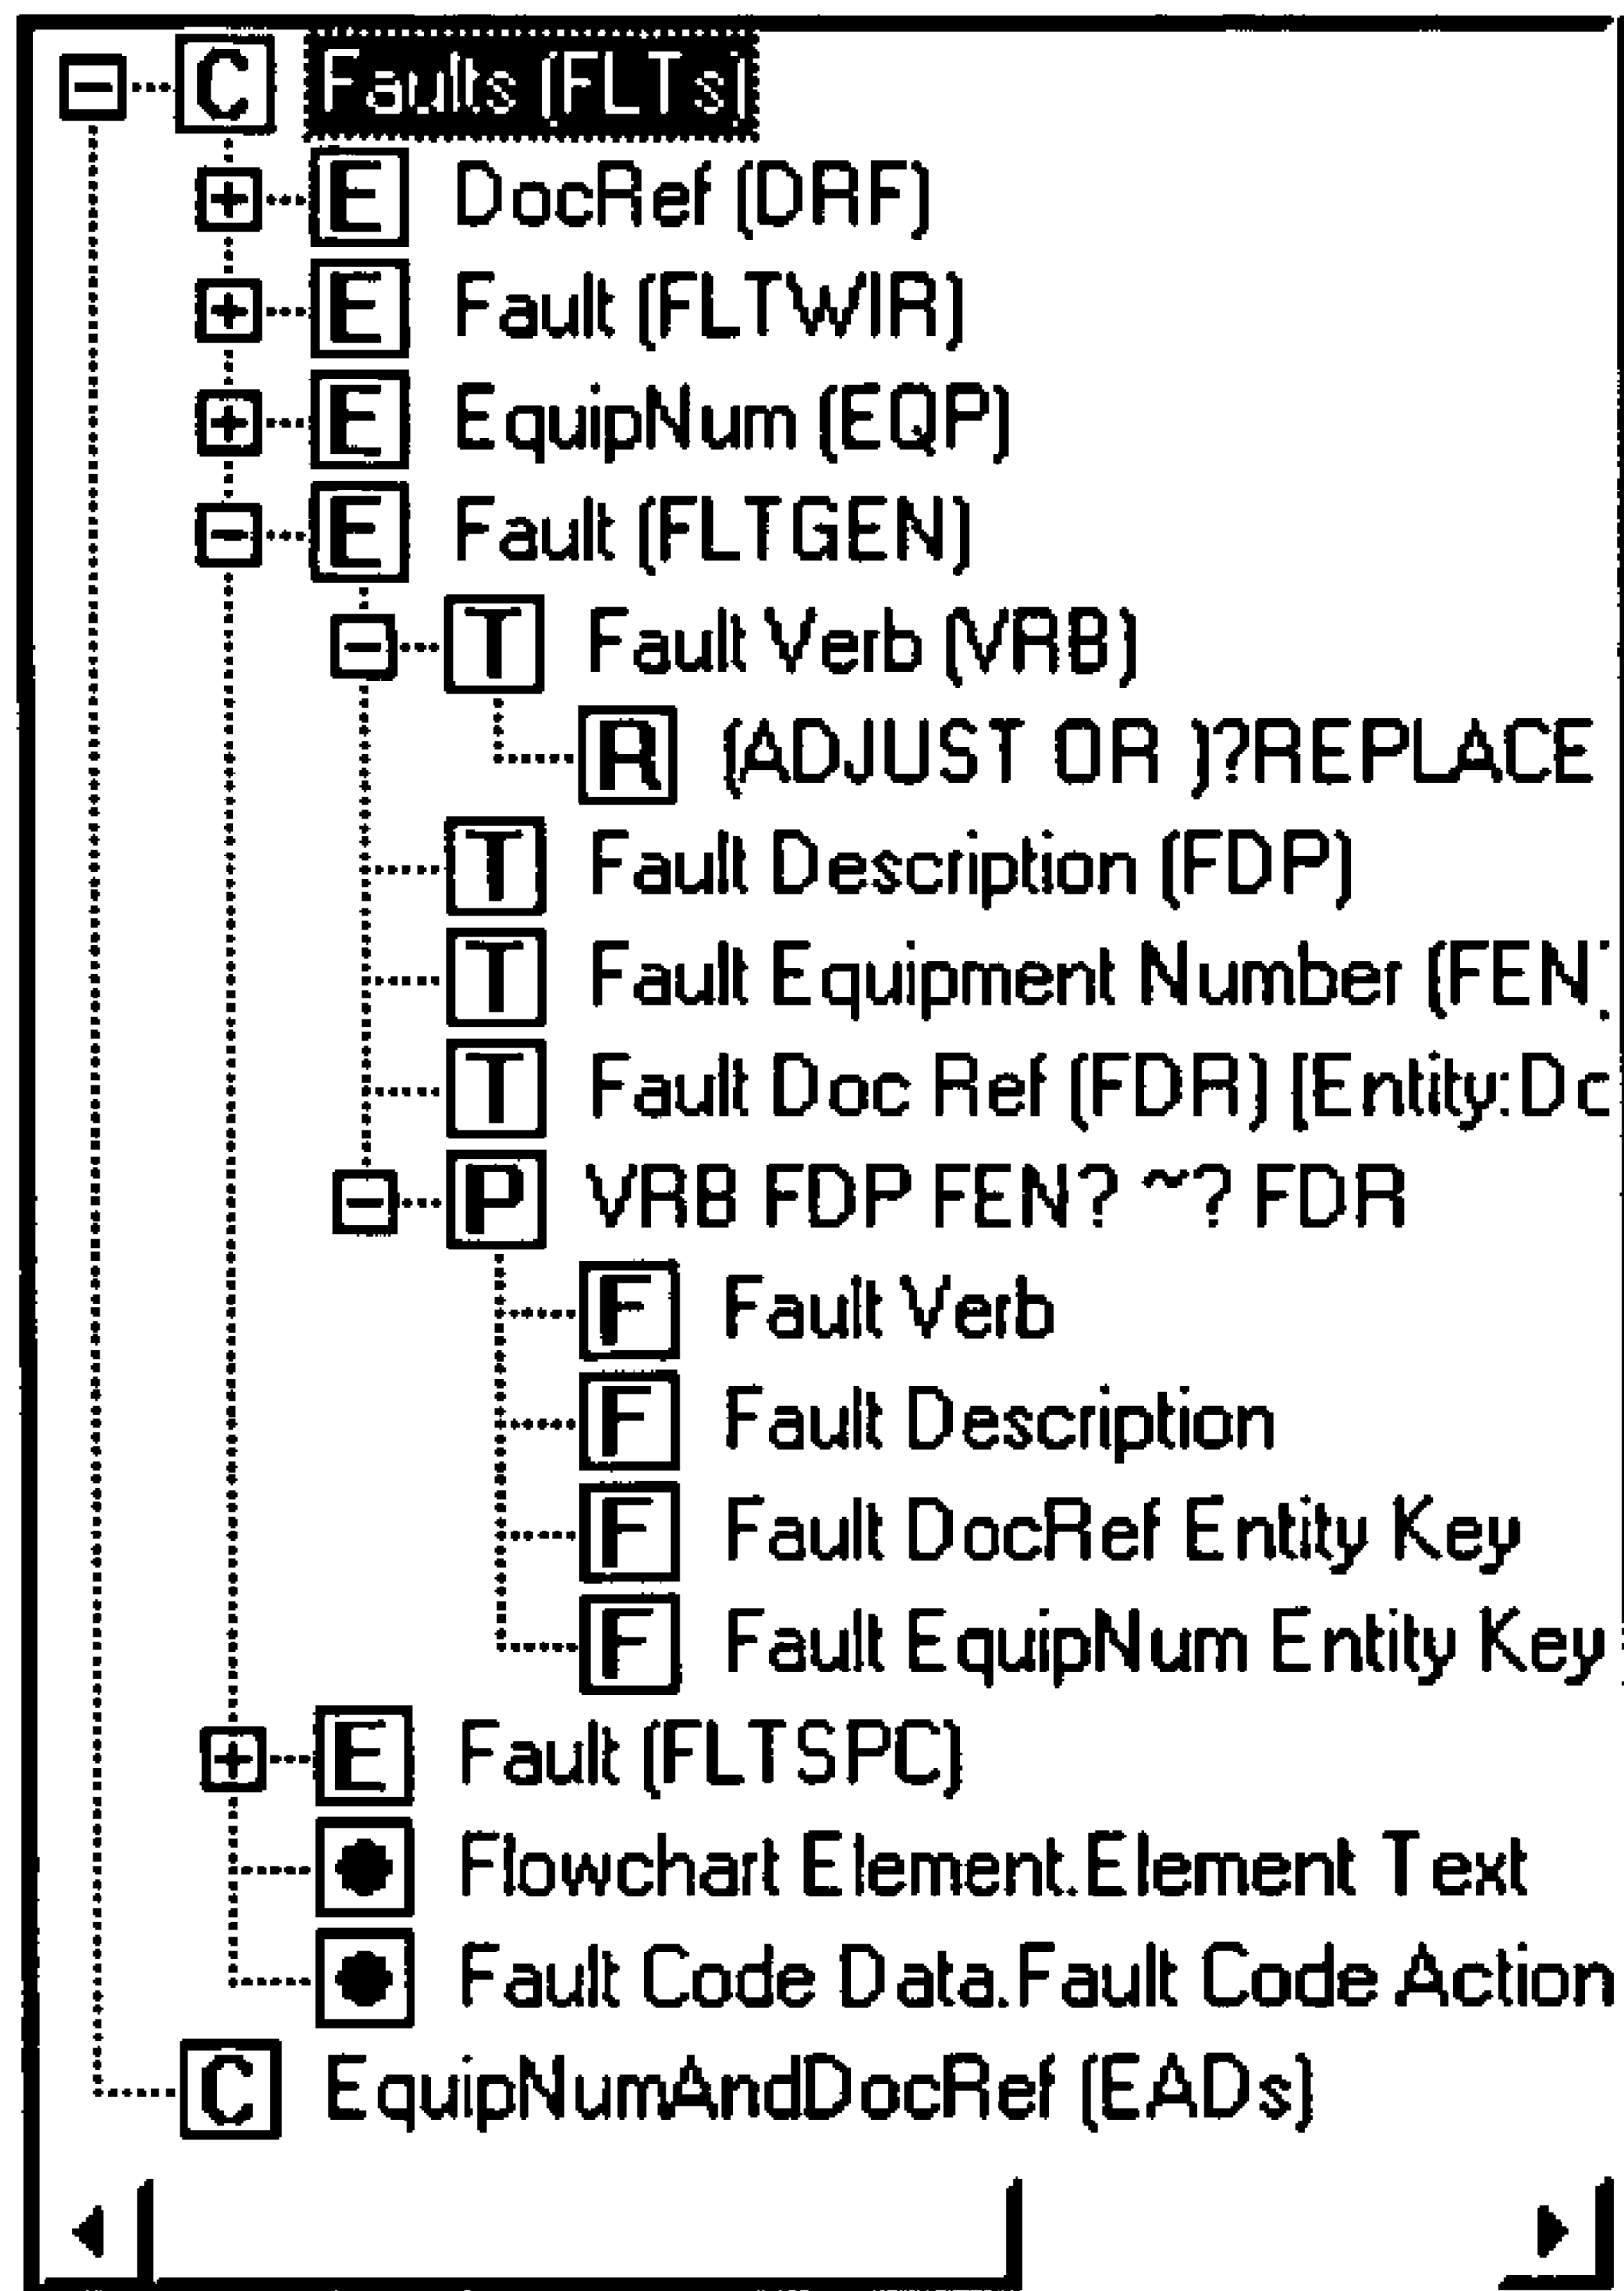 C Faults (FLTs)
E DocRef (DRF)
E Fault (FLTWIR)
E EquipNum (EQP)
E Fault (FLTGEN)
T Fault Verb (VRB)
R (ADJUST OR )?REPLACE
T Fault Description (FDP)
T Fault Equipment Number (FEN)
T Fault Doc Ref (FDR) [Entity:Do
P VRB FDP FEN? ~? FDR
F Fault Verb
F Fault Description
F Fault DocRef Entity Key
F Fault EquipNum Entity Key
E Fault (FLTSPC)
Flowchart Element.Element Text
Fault Code Data.Fault Code Action
C EquipNumAndDocRef (EADs)